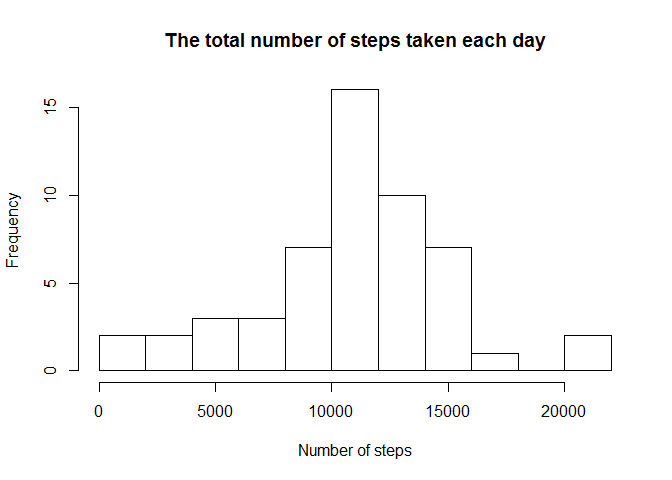 The total number of steps taken each day
Frequency
15
10
5
0
0 5000 10000 15000 20000
Number of steps